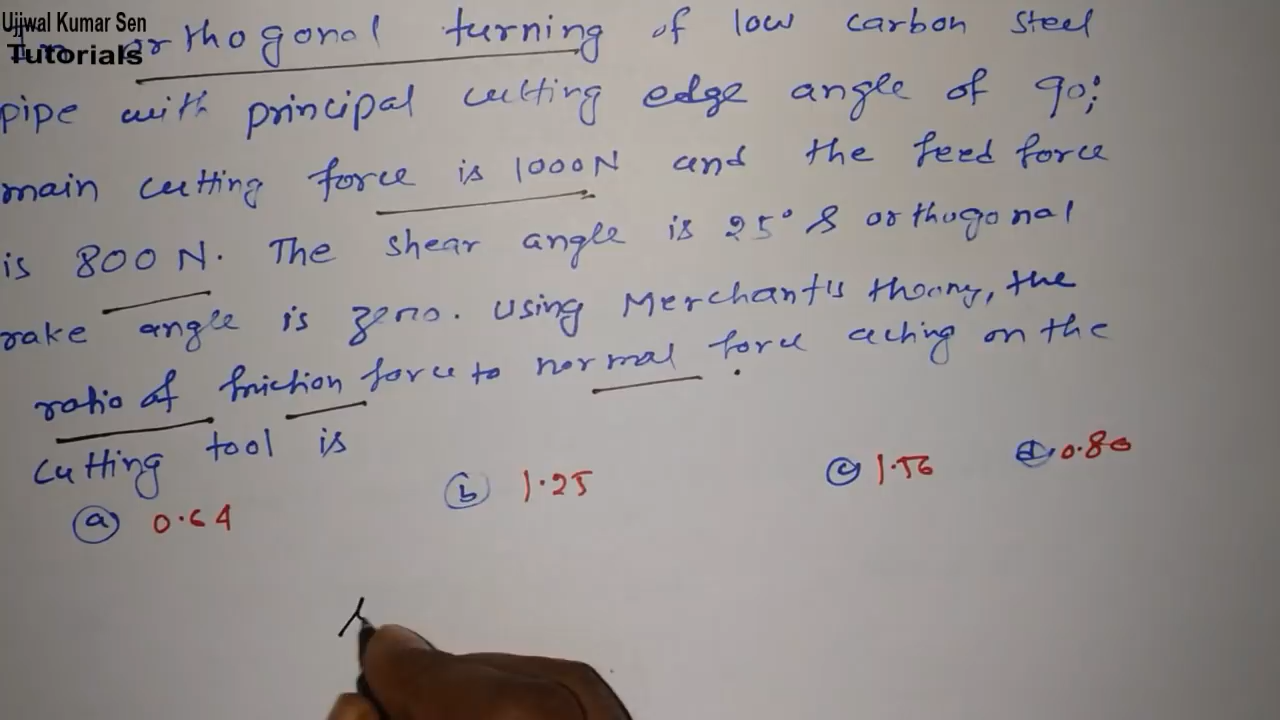 Ujjwal Kumar Sen
Tutorials
orthogonal turning of low carbon steel
pipe with principal cutting edge angle of 90°,
main cutting force is 1000N and the feed force
is 800 N. The shear angle is 25° & orthogonal
rake angle is zero. using Merchant's theory, the
ratio of friction force to normal force acting on the
cutting tool is
(a) 0.64 (b) 1.25 (c) 1.56 (d) 0.80